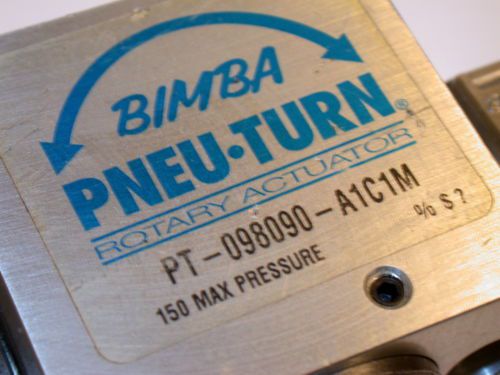 BIMBA
PNEU•TURN®
ROTARY ACTUATOR
PT-098090-A1C1M
150 MAX PRESSURE
% S ?